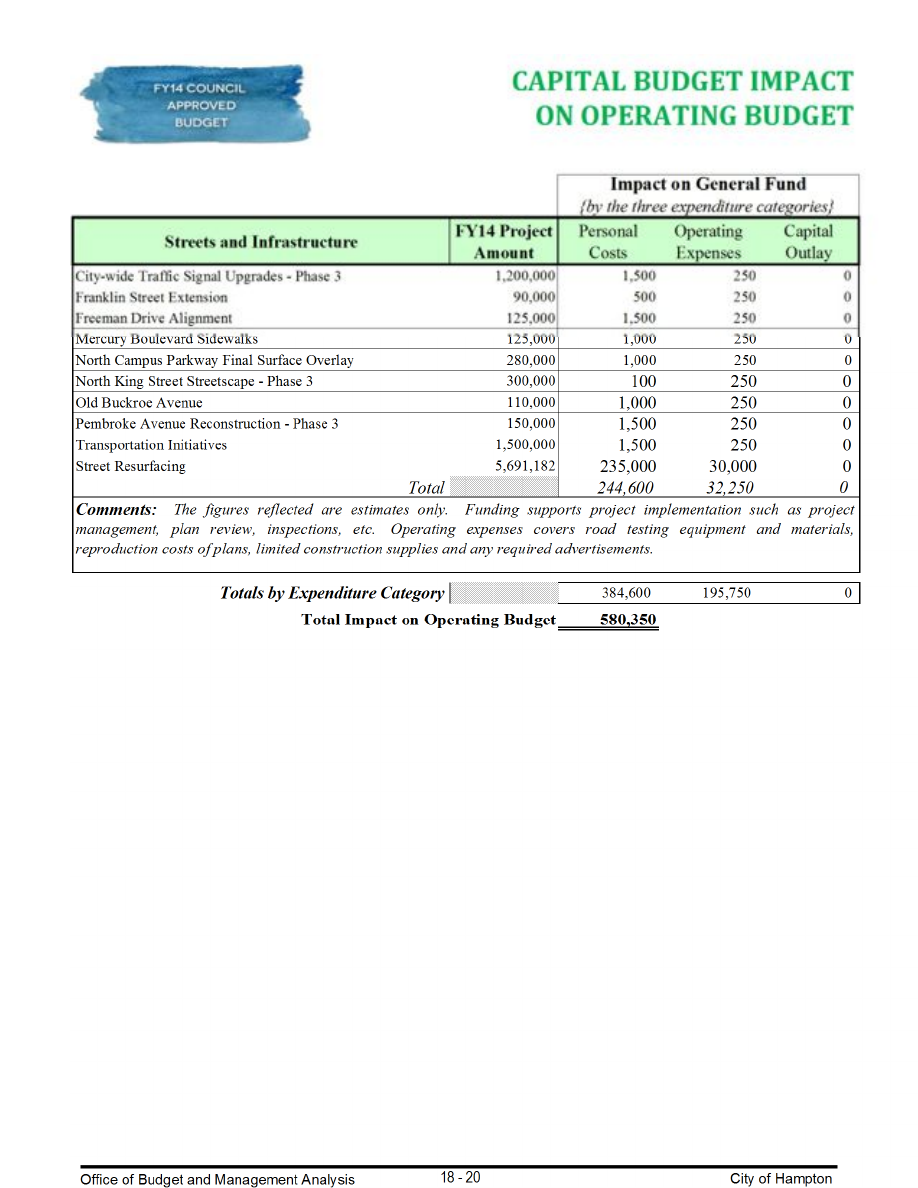 FY14 COUNCIL
APPROVED
BUDGET
CAPITAL BUDGET IMPACT
ON OPERATING BUDGET
Impact on General Fund
{by the three expenditure categories}
Streets and Infrastructure FY14 Project Amount Personal Costs Operating Expenses Capital Outlay
City-wide Traffic Signal Upgrades - Phase 3 1,200,000 1,500 250 0
Franklin Street Extension 90,000 500 250 0
Freeman Drive Alignment 125,000 1,500 250 0
Mercury Boulevard Sidewalks 125,000 1,000 250 0
North Campus Parkway Final Surface Overlay 280,000 1,000 250 0
North King Street Streetscape - Phase 3 300,000 100 250 0
Old Buckroe Avenue 110,000 1,000 250 0
Pembroke Avenue Reconstruction - Phase 3 150,000 1,500 250 0
Transportation Initiatives 1,500,000 1,500 250 0
Street Resurfacing 5,691,182 235,000 30,000 0
Total 244,600 32,250 0
Comments: The figures reflected are estimates only. Funding supports project implementation such as project
management, plan review, inspections, etc. Operating expenses covers road testing equipment and materials,
reproduction costs of plans, limited construction supplies and any required advertisements.
Totals by Expenditure Category 384,600 195,750 0
Total Impact on Operating Budget 580,350
Office of Budget and Management Analysis 18 - 20 City of Hampton